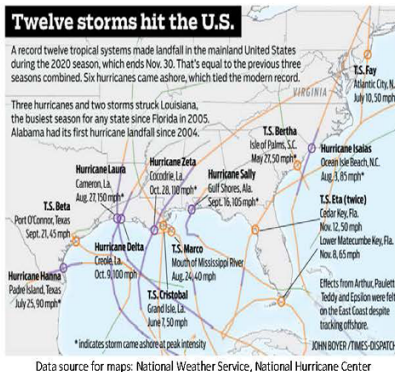 Twelve storms hit the U.S.
A record twelve tropical systems made landfall in the mainland United States
during the 2020 season, which ends Nov. 30. That's equal to the previous three
seasons combined. Six hurricanes came ashore, which tied the modern record.
Three hurricanes and two storms struck Louisiana,
the busiest season for any state since Florida in 2005.
Alabama had its first hurricane landfall since 2004.
VIRGINIA
T.S. Fay
Atlantic City, N.
July 10, 50 mph
T.S. Bertha
Isle of Palms, S.C.
May 27, 50 mph*
Hurricane Isaias
Ocean Isle Beach, N.C.
Aug. 3, 85 mph*
Hurricane Laura
Cameron, La.
Aug. 27, 150 mph*
Hurricane Zeta
Cocodrie, La.
Oct. 28, 110 mph*
Hurricane Sally
Gulf Shores, Ala.
Sept. 16, 105 mph*
T.S. Beta
Port O'Connor, Texas
Sept. 21, 45 mph
T.S. Eta (twice)
Cedar Key, Fla.
Nov. 12, 50 mph
Lower Matecumbe Key, Fla.
Nov. 8, 65 mph
Hurricane Delta
Creole, La.
Oct. 9, 100 mph
T.S. Marco
Mouth of Mississippi River
Aug. 24, 40 mph
Hurricane Hanna
Padre Island, Texas
July 25, 90 mph*
T.S. Cristobal
Grand Isle, La.
June 7, 50 mph
Effects from Arthur, Paulett
Teddy and Epsilon were felt
on the East Coast despite
tracking offshore.
* indicates storm came ashore at peak intensity
JOHN BOYER / TIMES-DISPATCH
Data source for maps: National Weather Service, National Hurricane Center